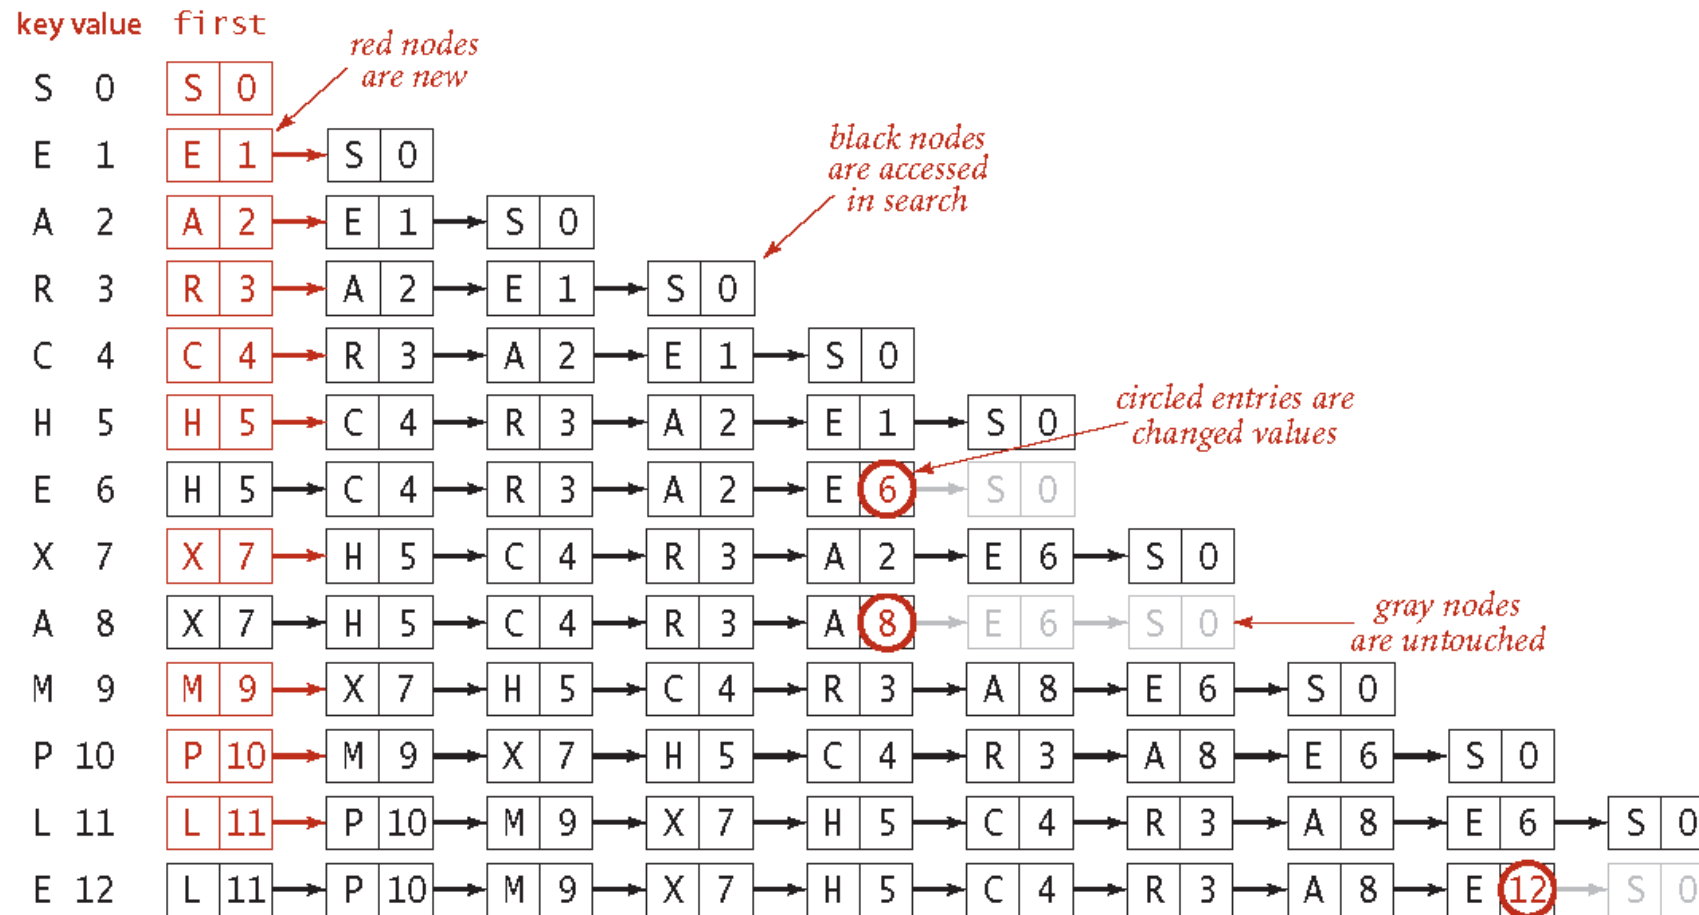 key value first
red nodes
are new
S 0 S 0
E 1 E 1 S 0
black nodes
are accessed
in search
A 2 A 2 E 1 S 0
R 3 R 3 A 2 E 1 S 0
C 4 C 4 R 3 A 2 E 1 S 0
circled entries are
changed values
H 5 H 5 C 4 R 3 A 2 E 1 S 0
E 6 H 5 C 4 R 3 A 2 E 6 S 0
X 7 X 7 H 5 C 4 R 3 A 2 E 6 S 0
A 8 X 7 H 5 C 4 R 3 A 8 E 6 S 0
gray nodes
are untouched
M 9 M 9 X 7 H 5 C 4 R 3 A 8 E 6 S 0
P 10 P 10 M 9 X 7 H 5 C 4 R 3 A 8 E 6 S 0
L 11 L 11 P 10 M 9 X 7 H 5 C 4 R 3 A 8 E 6 S 0
E 12 L 11 P 10 M 9 X 7 H 5 C 4 R 3 A 8 E 12 S 0